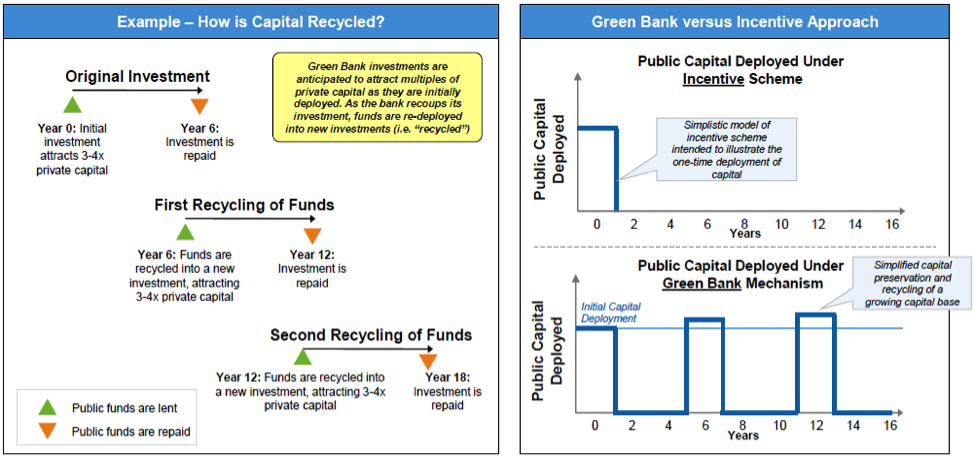 Example – How is Capital Recycled?
Original Investment
Green Bank investments are
anticipated to attract multiples of
private capital as they are initially
deployed. As the bank recoups its
investment, funds are re-deployed
into new investments (i.e. “recycled”)
Year 0: Initial
investment
attracts 3-4x
private capital
Year 6:
Investment is
repaid
First Recycling of Funds
Year 6: Funds are
recycled into a new
investment, attracting
3-4x private capital
Year 12:
Investment is
repaid
Second Recycling of Funds
Year 12: Funds are recycled into
a new investment, attracting 3-4x
private capital
Year 18:
Investment is
repaid
Public funds are lent
Public funds are repaid
Green Bank versus Incentive Approach
Public Capital Deployed Under
Incentive Scheme
Public Capital
Deployed
Simplistic model of
incentive scheme
intended to illustrate the
one-time deployment of
capital
0 2 4 6 8 10 12 14 16
Years
Public Capital Deployed Under
Green Bank Mechanism
Simplified capital
preservation and
recycling of a
growing capital base
Public Capital
Deployed
Initial Capital
Deployment
0 2 4 6 8 10 12 14 16
Years